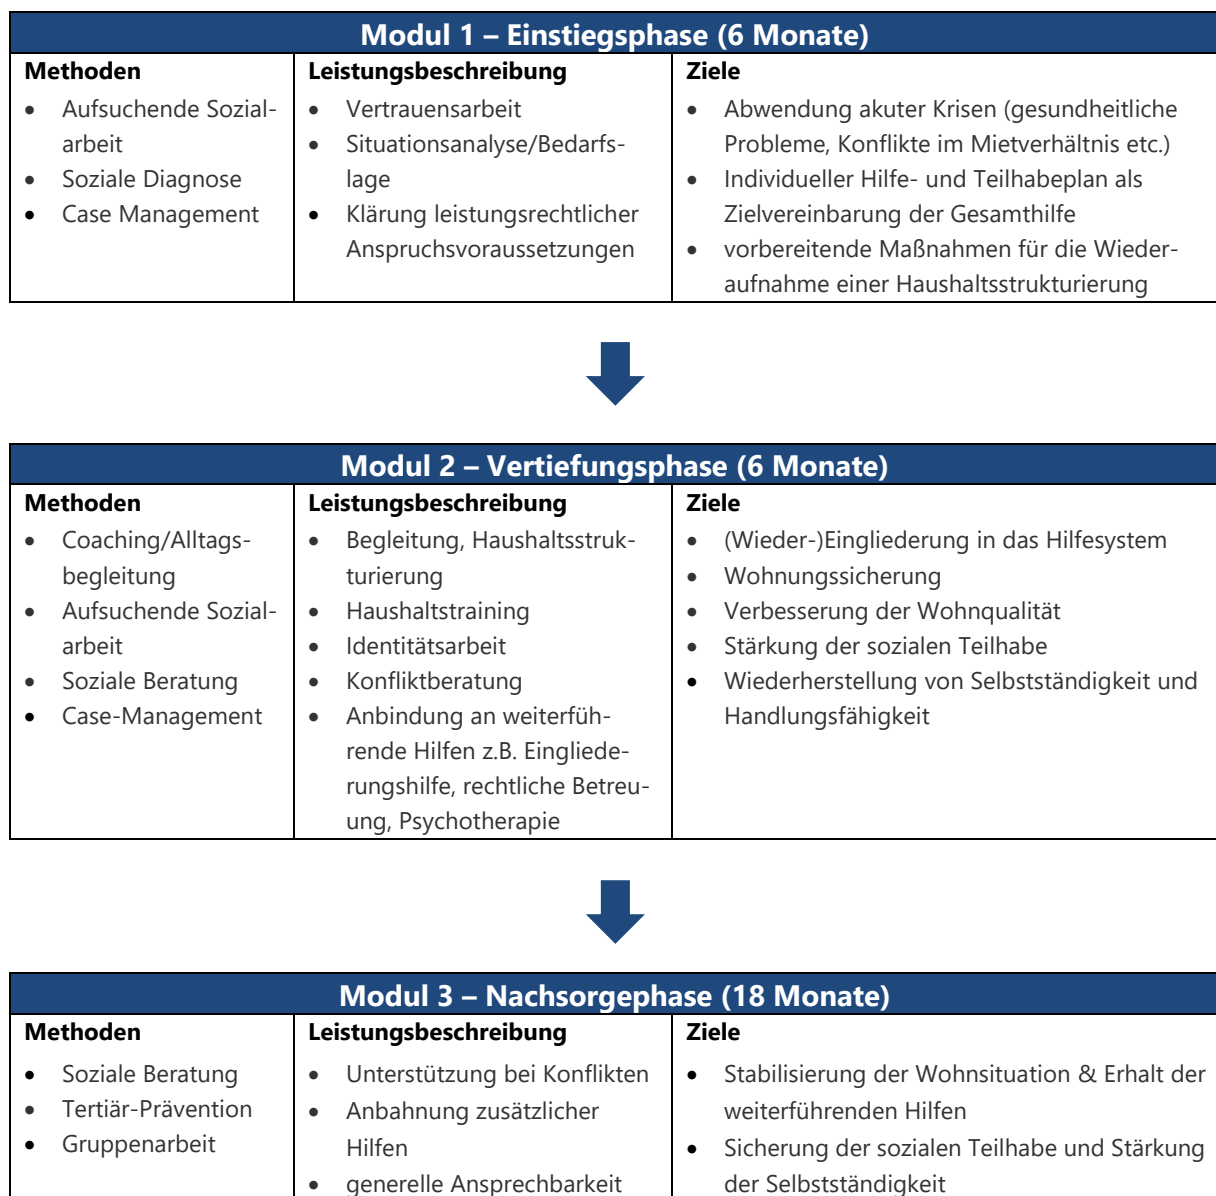 Modul 1 – Einstiegsphase (6 Monate)
Methoden
• Aufsuchende Sozial-
arbeit
• Soziale Diagnose
• Case Management
Leistungsbeschreibung
• Vertrauensarbeit
• Situationsanalyse/Bedarfs-
lage
• Klärung leistungsrechtlicher
Anspruchsvoraussetzungen
Ziele
• Abwendung akuter Krisen (gesundheitliche
Probleme, Konflikte im Mietverhältnis etc.)
• Individueller Hilfe- und Teilhabeplan als
Zielvereinbarung der Gesamthilfe
• vorbereitende Maßnahmen für die Wieder-
aufnahme einer Haushaltsstrukturierung
Modul 2 – Vertiefungsphase (6 Monate)
Methoden
• Coaching/Alltags-
begleitung
• Aufsuchende Sozial-
arbeit
• Soziale Beratung
• Case-Management
Leistungsbeschreibung
• Begleitung, Haushaltsstruk-
turierung
• Haushaltstraining
• Identitätsarbeit
• Konfliktberatung
• Anbindung an weiterfüh-
rende Hilfen z.B. Eingliede-
rungshilfe, rechtliche Betreu-
ung, Psychotherapie
Ziele
• (Wieder-)Eingliederung in das Hilfesystem
• Wohnungssicherung
• Verbesserung der Wohnqualität
• Stärkung der sozialen Teilhabe
• Wiederherstellung von Selbstständigkeit und
Handlungsfähigkeit
Modul 3 – Nachsorgephase (18 Monate)
Methoden
• Soziale Beratung
• Tertiär-Prävention
• Gruppenarbeit
Leistungsbeschreibung
• Unterstützung bei Konflikten
• Anbahnung zusätzlicher
Hilfen
• generelle Ansprechbarkeit
Ziele
• Stabilisierung der Wohnsituation & Erhalt der
weiterführenden Hilfen
• Sicherung der sozialen Teilhabe und Stärkung
der Selbstständigkeit